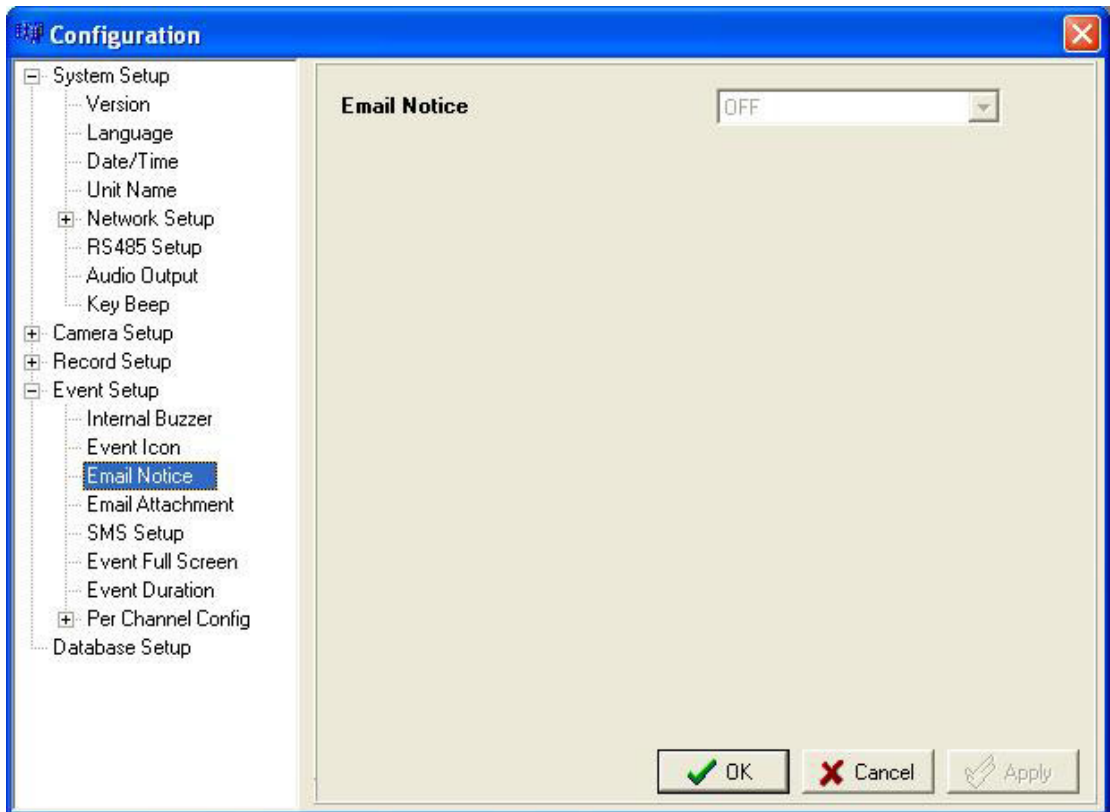 Configuration
System Setup
Version
Language
Date/Time
Unit Name
Network Setup
RS485 Setup
Audio Output
Key Beep
Camera Setup
Record Setup
Event Setup
Internal Buzzer
Event Icon
Email Notice
Email Attachment
SMS Setup
Event Full Screen
Event Duration
Per Channel Config
Database Setup
Email Notice
OFF
OK
Cancel
Apply